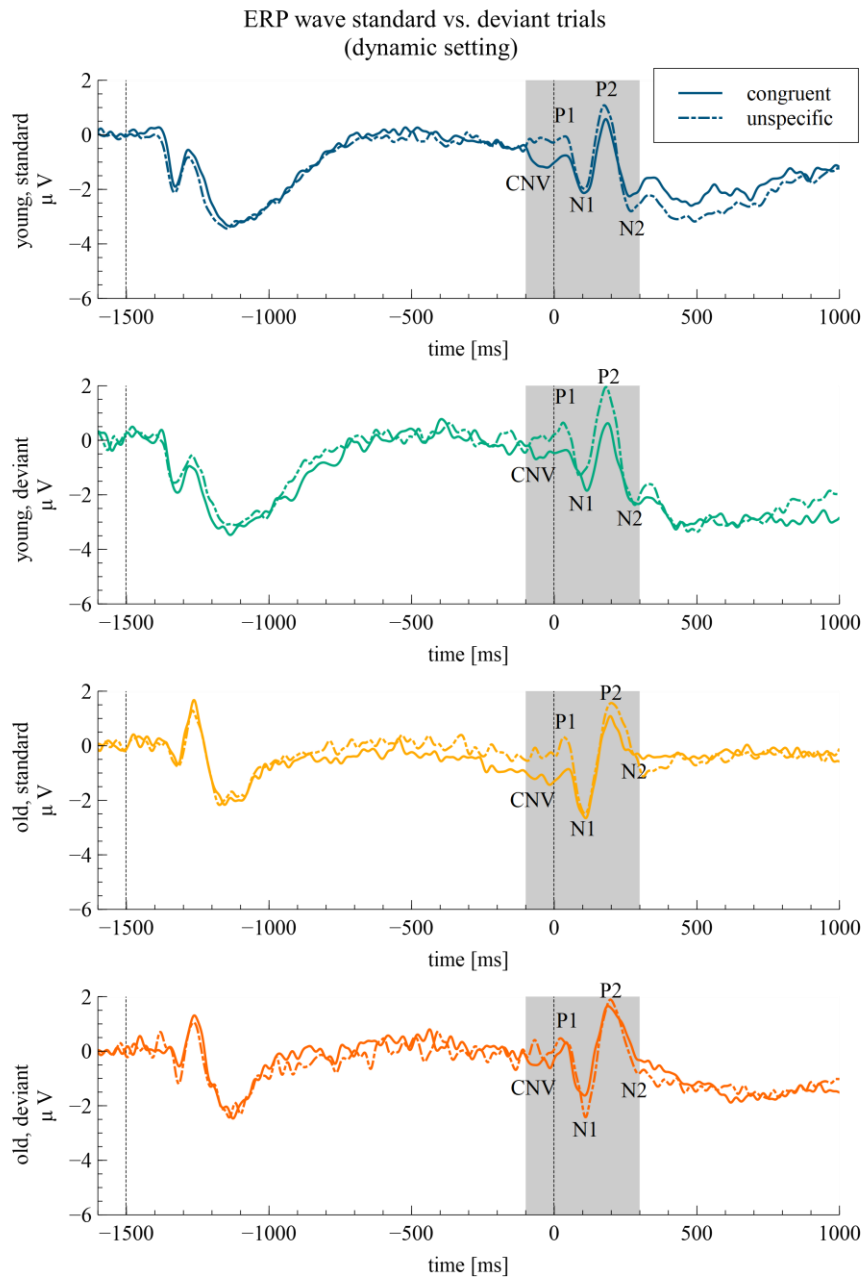 ERP wave standard vs. deviant trials
(dynamic setting)
congruent
unspecific
young, standard
μ V
2
0
−2
−4
−6
P1
P2
CNV
N1
N2
−1500
−1000
−500
0
500
1000
time [ms]
young, deviant
μ V
2
0
−2
−4
−6
P1
P2
CNV
N1
N2
−1500
−1000
−500
0
500
1000
time [ms]
old, standard
μ V
2
0
−2
−4
−6
P1
P2
CNV
N1
N2
−1500
−1000
−500
0
500
1000
time [ms]
old, deviant
μ V
2
0
−2
−4
−6
P1
P2
CNV
N1
N2
−1500
−1000
−500
0
500
1000
time [ms]